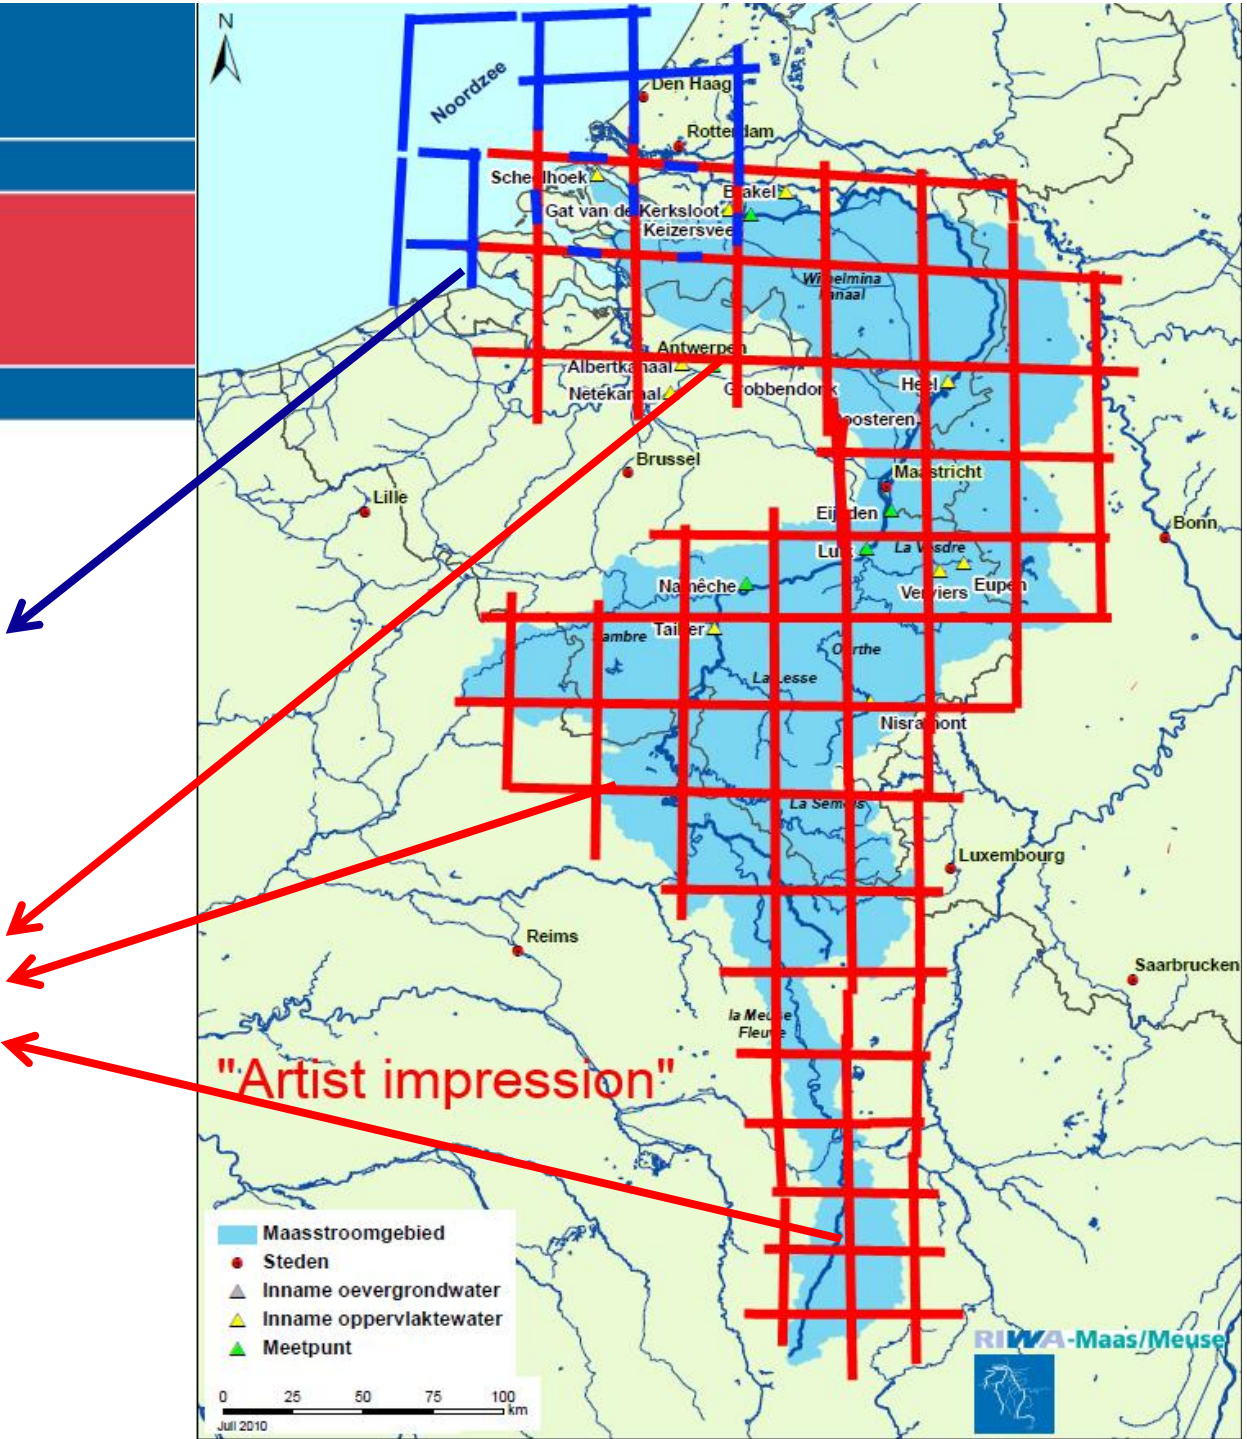 N
Noordzee
Den Haag
Rotterdam
Scheelhoek
Brakel
Gat van de Kerksloot
Keizersveer
Wilhelmina
kanaal
Antwerpen
Albertkanaal
Grobbendonk
Heel
Netekanaal
Roosteren
Brussel
Maastricht
Lille
Eijsden
Bonn
Luik
La Vesdre
Namêche
Verviers
Eupen
Sambre
Tailfer
Ourthe
La Lesse
Nisramont
La Semois
Luxembourg
Reims
Saarbrucken
la Meuse
Fleuve
"Artist impression"
Maasstroomgebied
Steden
Inname oevergrondwater
Inname oppervlaktewater
Meetpunt
RIWA-Maas/Meuse
0 25 50 75 100
km
Juli 2010